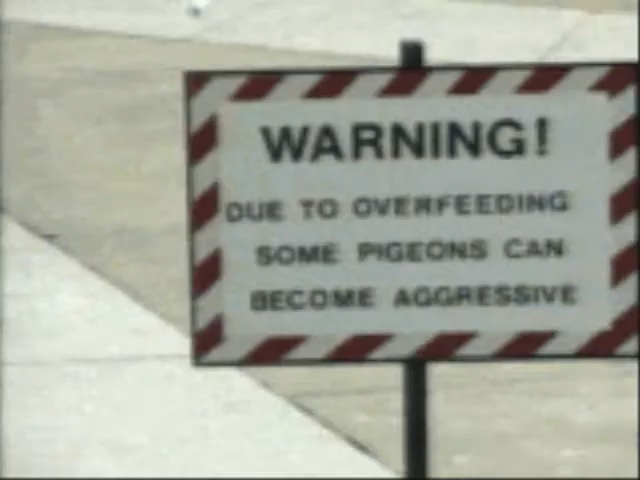 WARNING!
DUE TO OVERFEEDING
SOME PIGEONS CAN
BECOME AGGRESSIVE